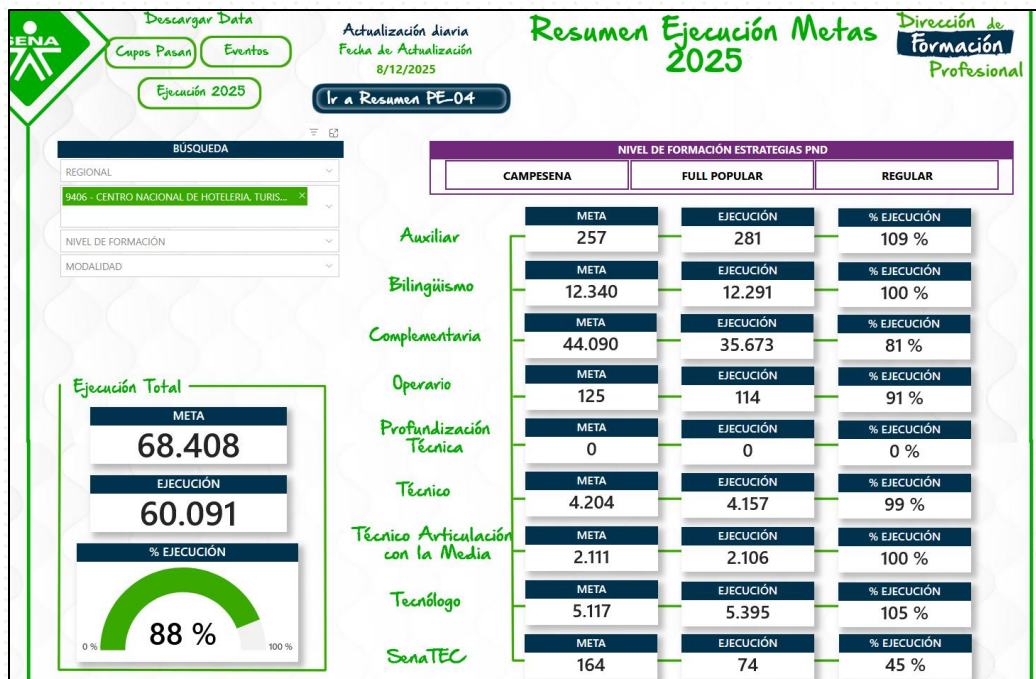 SENA
Descargar Data
Cupos Pasan
Eventos
Ejecución 2025
Actualización diaria
Fecha de Actualización
8/12/2025
Ir a Resumen PE-04
Resumen Ejecución Metas
2025
Dirección de
Formación
Profesional
BÚSQUEDA
REGIONAL
9406 - CENTRO NACIONAL DE HOTELERIA, TURIS... ×
NIVEL DE FORMACIÓN
MODALIDAD
NIVEL DE FORMACIÓN ESTRATEGIAS PND
CAMPESENA FULL POPULAR REGULAR
META EJECUCIÓN % EJECUCIÓN
Auxiliar 257 281 109 %
META EJECUCIÓN % EJECUCIÓN
Bilingüismo 12.340 12.291 100 %
META EJECUCIÓN % EJECUCIÓN
Complementaria 44.090 35.673 81 %
META EJECUCIÓN % EJECUCIÓN
Operario 125 114 91 %
META EJECUCIÓN % EJECUCIÓN
Profundización
Técnica 0 0 0 %
META EJECUCIÓN % EJECUCIÓN
Técnico 4.204 4.157 99 %
META EJECUCIÓN % EJECUCIÓN
Técnico Articulación
con la Media 2.111 2.106 100 %
META EJECUCIÓN % EJECUCIÓN
Tecnólogo 5.117 5.395 105 %
META EJECUCIÓN % EJECUCIÓN
SenaTEC 164 74 45 %
Ejecución Total
META
68.408
EJECUCIÓN
60.091
% EJECUCIÓN
88 %
0 % 100 %